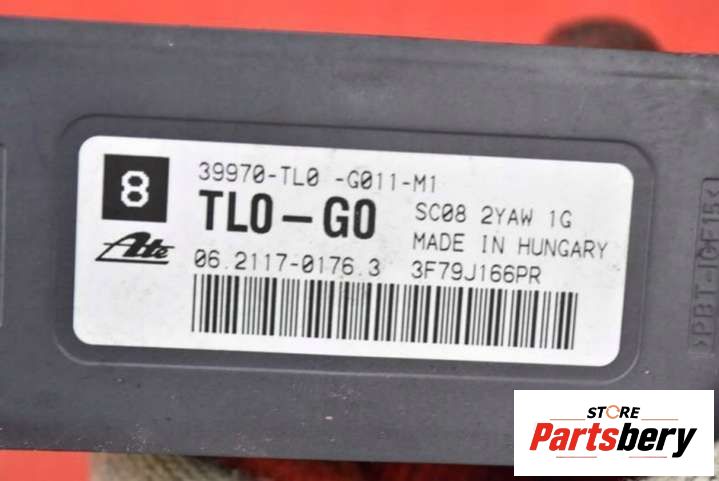 8
39970-TL0 -G011-M1
TL0-G0
SC08 2YAW 1G
MADE IN HUNGARY
Ate
06.2117-0176.3 3F79J166PR
>PBT-IGF15<
STORE
Partsbery